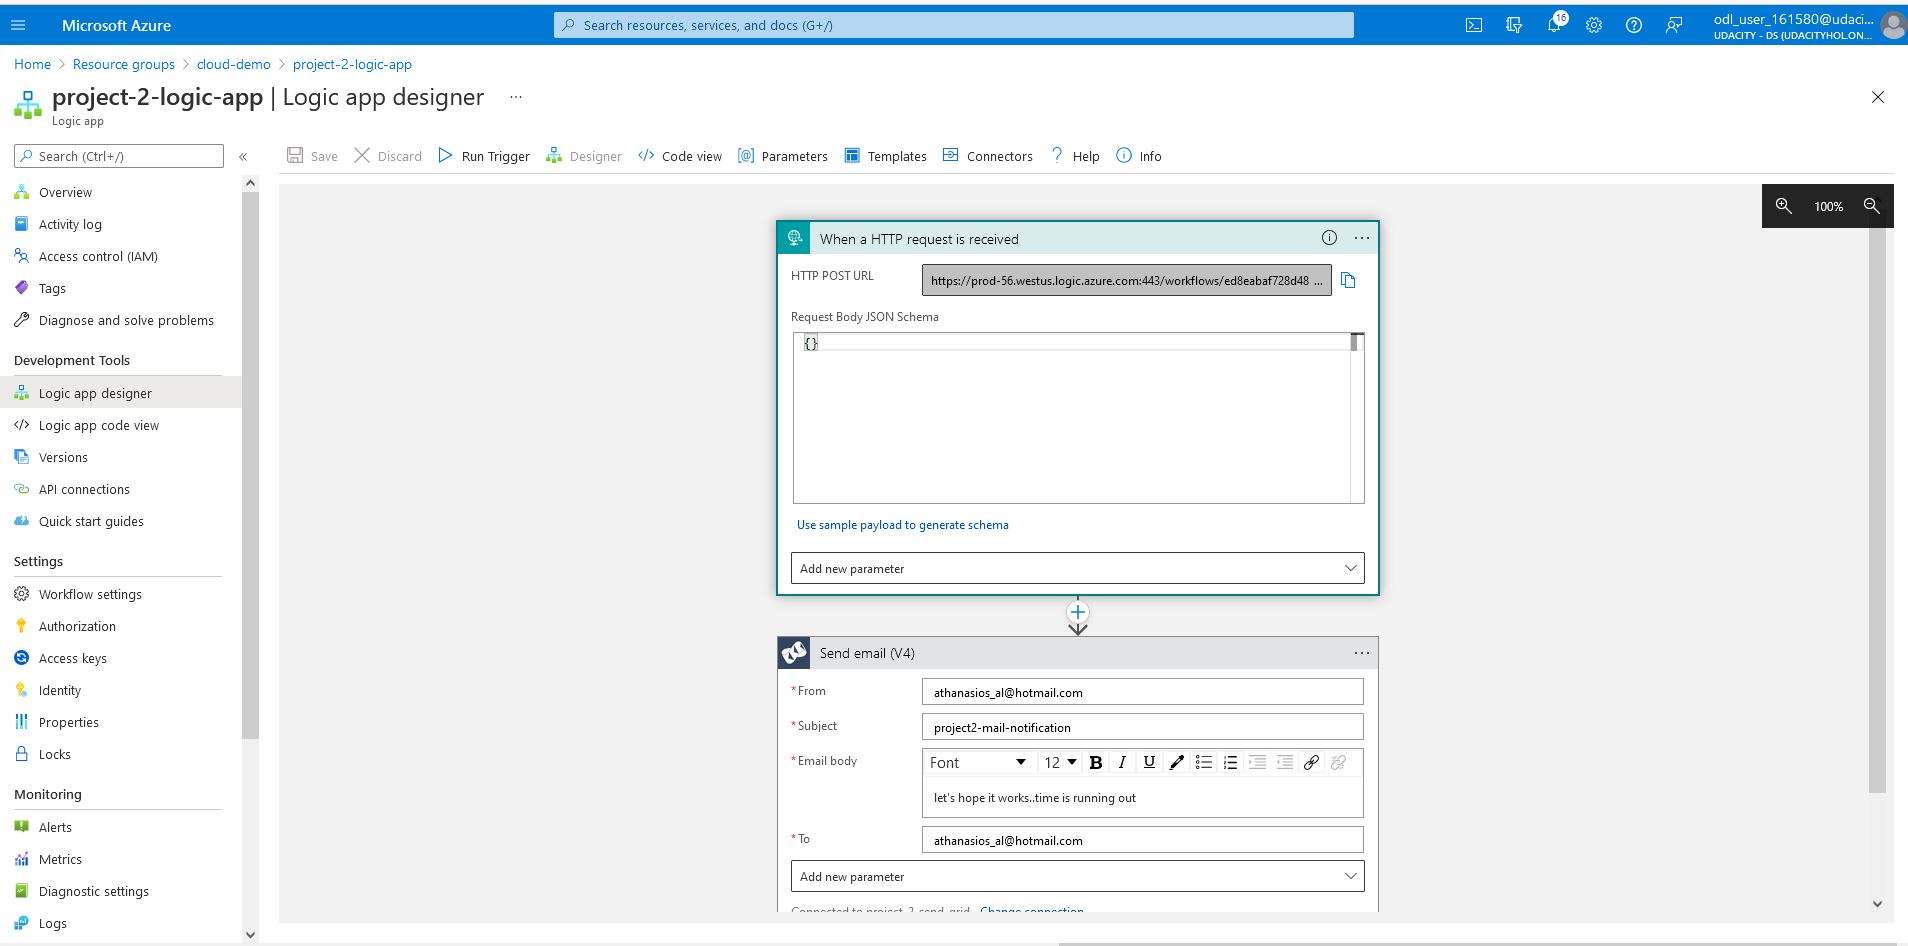 Microsoft Azure
Search resources, services, and docs (G+/)
16
odl_user_161580@udaci...
UDACITY - DS (UDACITYHOL.ON...
Home > Resource groups > cloud-demo > project-2-logic-app
project-2-logic-app | Logic app designer ...
Logic app
Search (Ctrl+/)
«
Overview
Activity log
Access control (IAM)
Tags
Diagnose and solve problems
Development Tools
Logic app designer
Logic app code view
Versions
API connections
Quick start guides
Settings
Workflow settings
Authorization
Access keys
Identity
Properties
Locks
Monitoring
Alerts
Metrics
Diagnostic settings
Logs
Save Discard Run Trigger Designer Code view Parameters Templates Connectors Help Info
100%
When a HTTP request is received
HTTP POST URL
https://prod-56.westus.logic.azure.com:443/workflows/ed8eabaf728d48 ...
Request Body JSON Schema
{}
Use sample payload to generate schema
Add new parameter
Send email (V4)
*From
athanasios_al@hotmail.com
*Subject
project2-mail-notification
*Email body
Font 12 B I U
let's hope it works..time is running out
*To
athanasios_al@hotmail.com
Add new parameter
Connected to project-2-send-grid. Change connection.